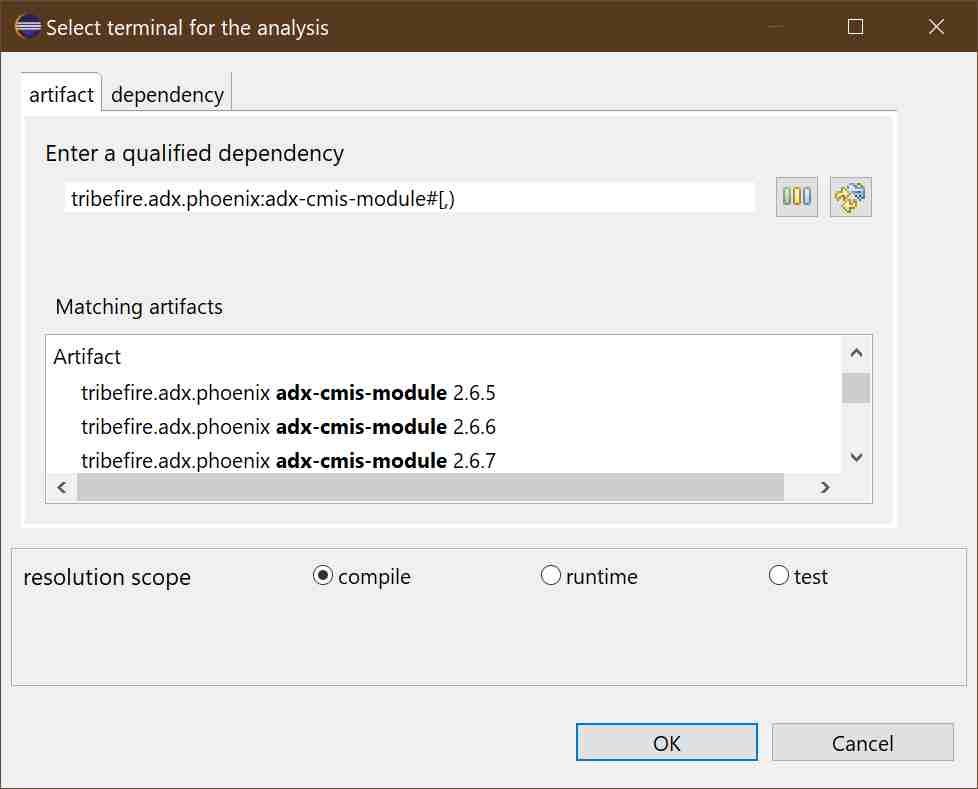 Select terminal for the analysis
artifact dependency
Enter a qualified dependency
tribefire.adx.phoenix:adx-cmis-module#[,)
Matching artifacts
Artifact
tribefire.adx.phoenix adx-cmis-module 2.6.5
tribefire.adx.phoenix adx-cmis-module 2.6.6
tribefire.adx.phoenix adx-cmis-module 2.6.7
resolution scope compile runtime test
OK Cancel